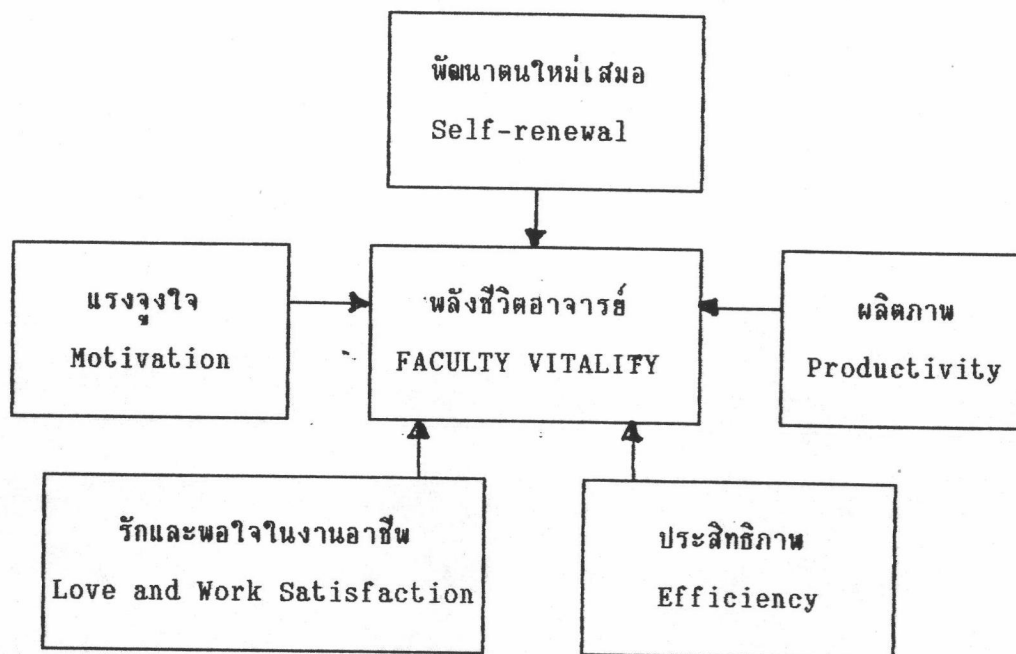 พัฒนาตนใหม่เสมอ
Self-renewal
แรงจูงใจ
Motivation
พลังชีวิตอาจารย์
FACULTY VITALITY
ผลิตภาพ
Productivity
รักและพอใจในงานอาชีพ
Love and Work Satisfaction
ประสิทธิภาพ
Efficiency